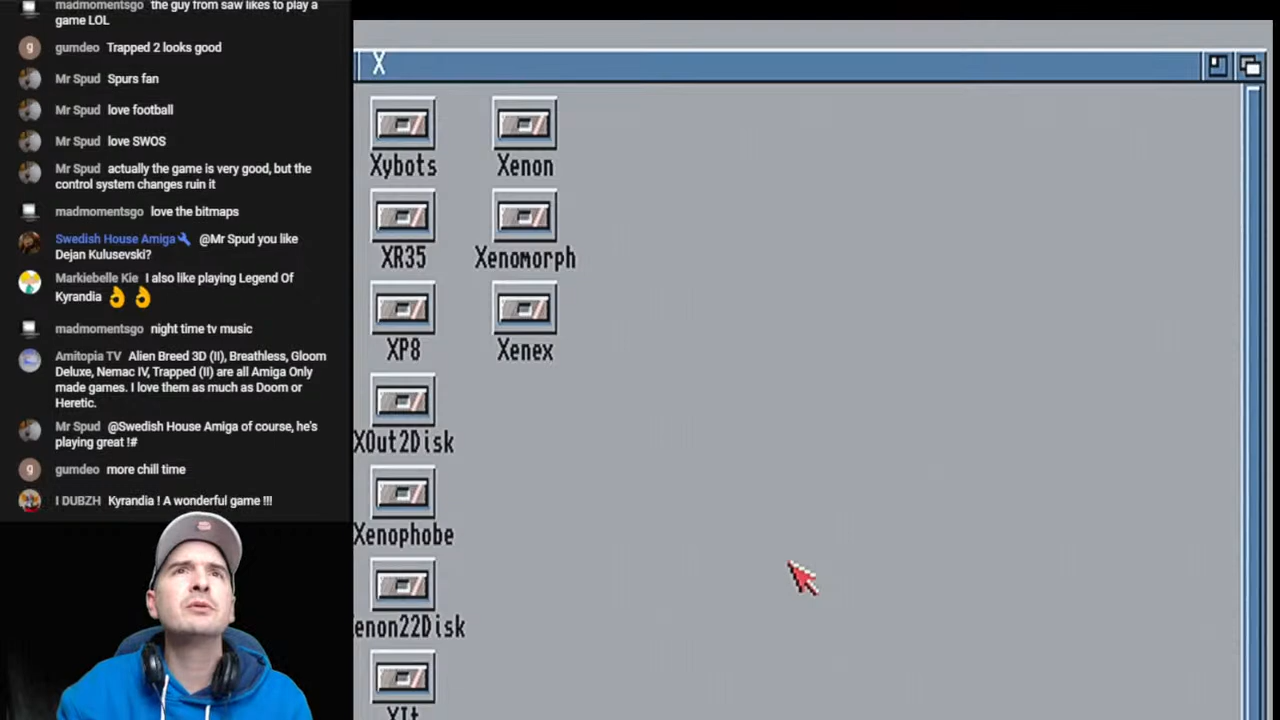 madmomentsgo the guy from saw likes to play a
game LOL
g gumdeo Trapped 2 looks good
Mr Spud Spurs fan
Mr Spud love football
Mr Spud love SWOS
Mr Spud actually the game is very good, but the
control system changes ruin it
madmomentsgo love the bitmaps
Swedish House Amiga @Mr Spud you like
Dejan Kulusevski?
Markiebelle Kie I also like playing Legend Of
Kyrandia 👌 👌
madmomentsgo night time tv music
Amitopia TV Alien Breed 3D (II), Breathless, Gloom
Deluxe, Nemac IV, Trapped (II) are all Amiga Only
made games. I love them as much as Doom or
Heretic.
Mr Spud @Swedish House Amiga of course, he's
playing great !#
g gumdeo more chill time
I DUBZH Kyrandia ! A wonderful game !!!
X
Xybots Xenon
XR35 Xenomorph
XP8 Xenex
XOut2Disk
Xenophobe
enon22Disk
XIt